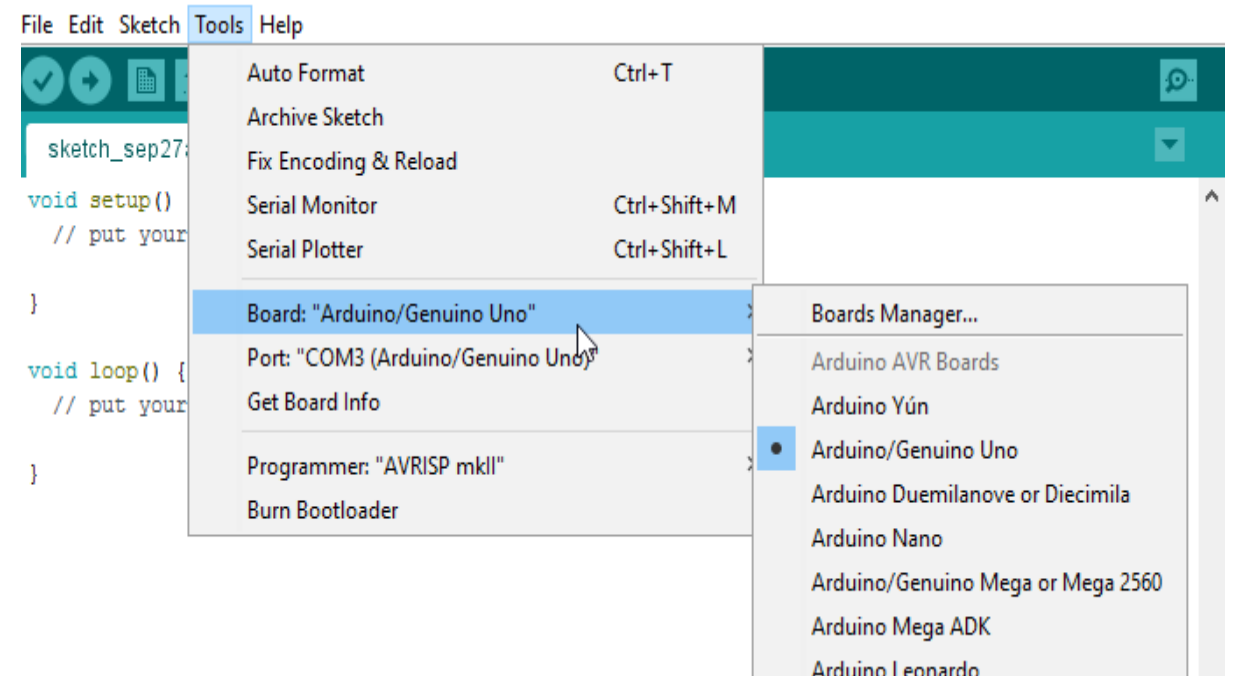 File Edit Sketch Tools Help
Auto Format Ctrl+T
Archive Sketch
sketch_sep27a
Fix Encoding & Reload
void setup()
Serial Monitor Ctrl+Shift+M
// put your
Serial Plotter Ctrl+Shift+L
}
Board: "Arduino/Genuino Uno"
Boards Manager...
Port: "COM3 (Arduino/Genuino Uno)"
Arduino AVR Boards
void loop() {
// put your
Get Board Info
Arduino Yún
Arduino/Genuino Uno
}
Programmer: "AVRISP mkII"
Arduino Duemilanove or Diecimila
Burn Bootloader
Arduino Nano
Arduino/Genuino Mega or Mega 2560
Arduino Mega ADK
Arduino Leonardo